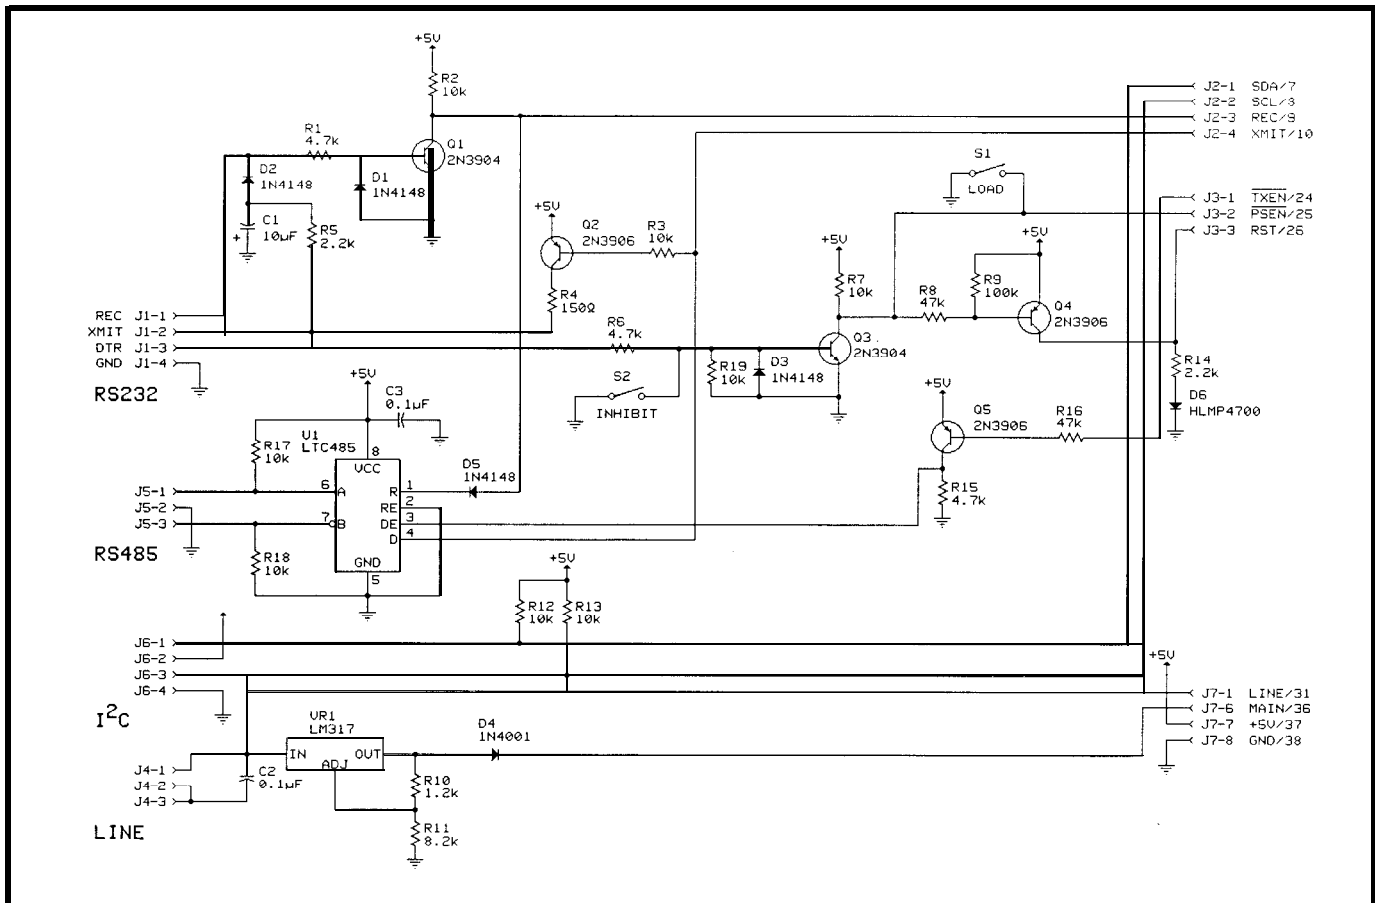 +5V
R2
10k
R1
4.7k
Q1
2N3904
D2
1N4148
D1
1N4148
C1
+
10µF
R5
2.2k
REC J1-1
XMIT J1-2
DTR J1-3
GND J1-4
RS232
+5V
Q2
2N3906
R3
10k
R4
150Ω
R6
4.7k
S2
INHIBIT
R19
10k
D3
1N4148
+5V
R7
10k
Q3
2N3904
R8
47k
R9
100k
+5V
Q4
2N3906
S1
LOAD
J2-1 SDA/7
J2-2 SCL/8
J2-3 REC/9
J2-4 XMIT/10
J3-1 TXEN/24
J3-2 PSEN/25
J3-3 RST/26
R14
2.2k
D6
HLMP4700
+5V
Q5
2N3906
R16
47k
R15
4.7k
+5V
C3
0.1µF
R17
10k
U1
LTC485
8
VCC
6
A
7
B
R
1
RE
2
DE
3
D
4
GND
5
D5
1N4148
J5-1
J5-2
J5-3
RS485
R18
10k
+5V
R12
10k
R13
10k
J6-1
J6-2
J6-3
J6-4
I²C
VR1
LM317
IN
OUT
ADJ
D4
1N4001
J4-1
J4-2
J4-3
LINE
C2
0.1µF
R10
1.2k
R11
8.2k
+5V
J7-1 LINE/31
J7-6 MAIN/36
J7-7 +5V/37
J7-8 GND/38